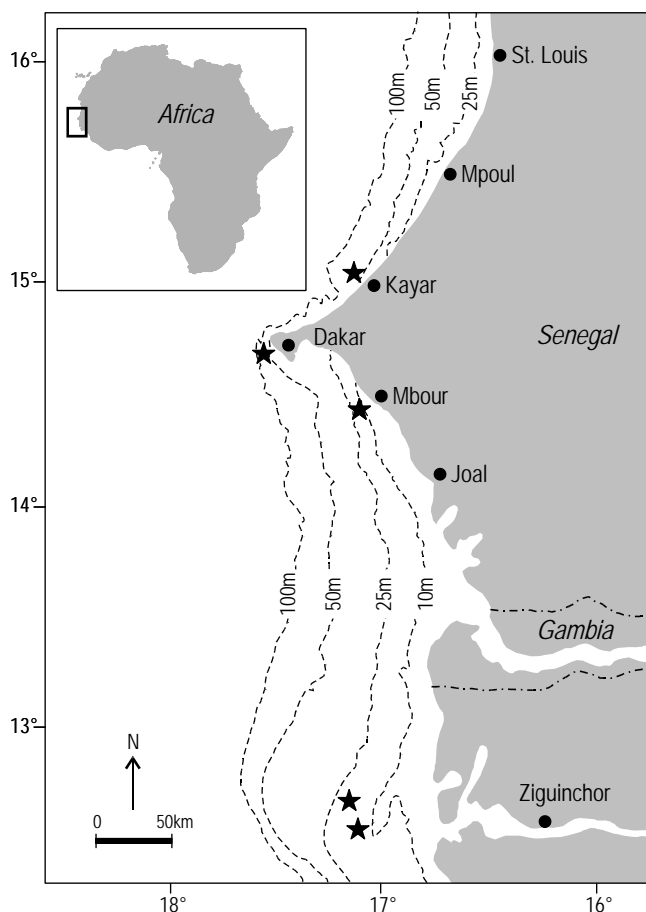 16°
100m
50m
25m
St. Louis
Africa
Mpoul
15°
Kayar
Dakar
Senegal
Mbour
Joal
14°
100m
50m
25m
10m
Gambia
13°
N
0 50km
Ziguinchor
18° 17° 16°